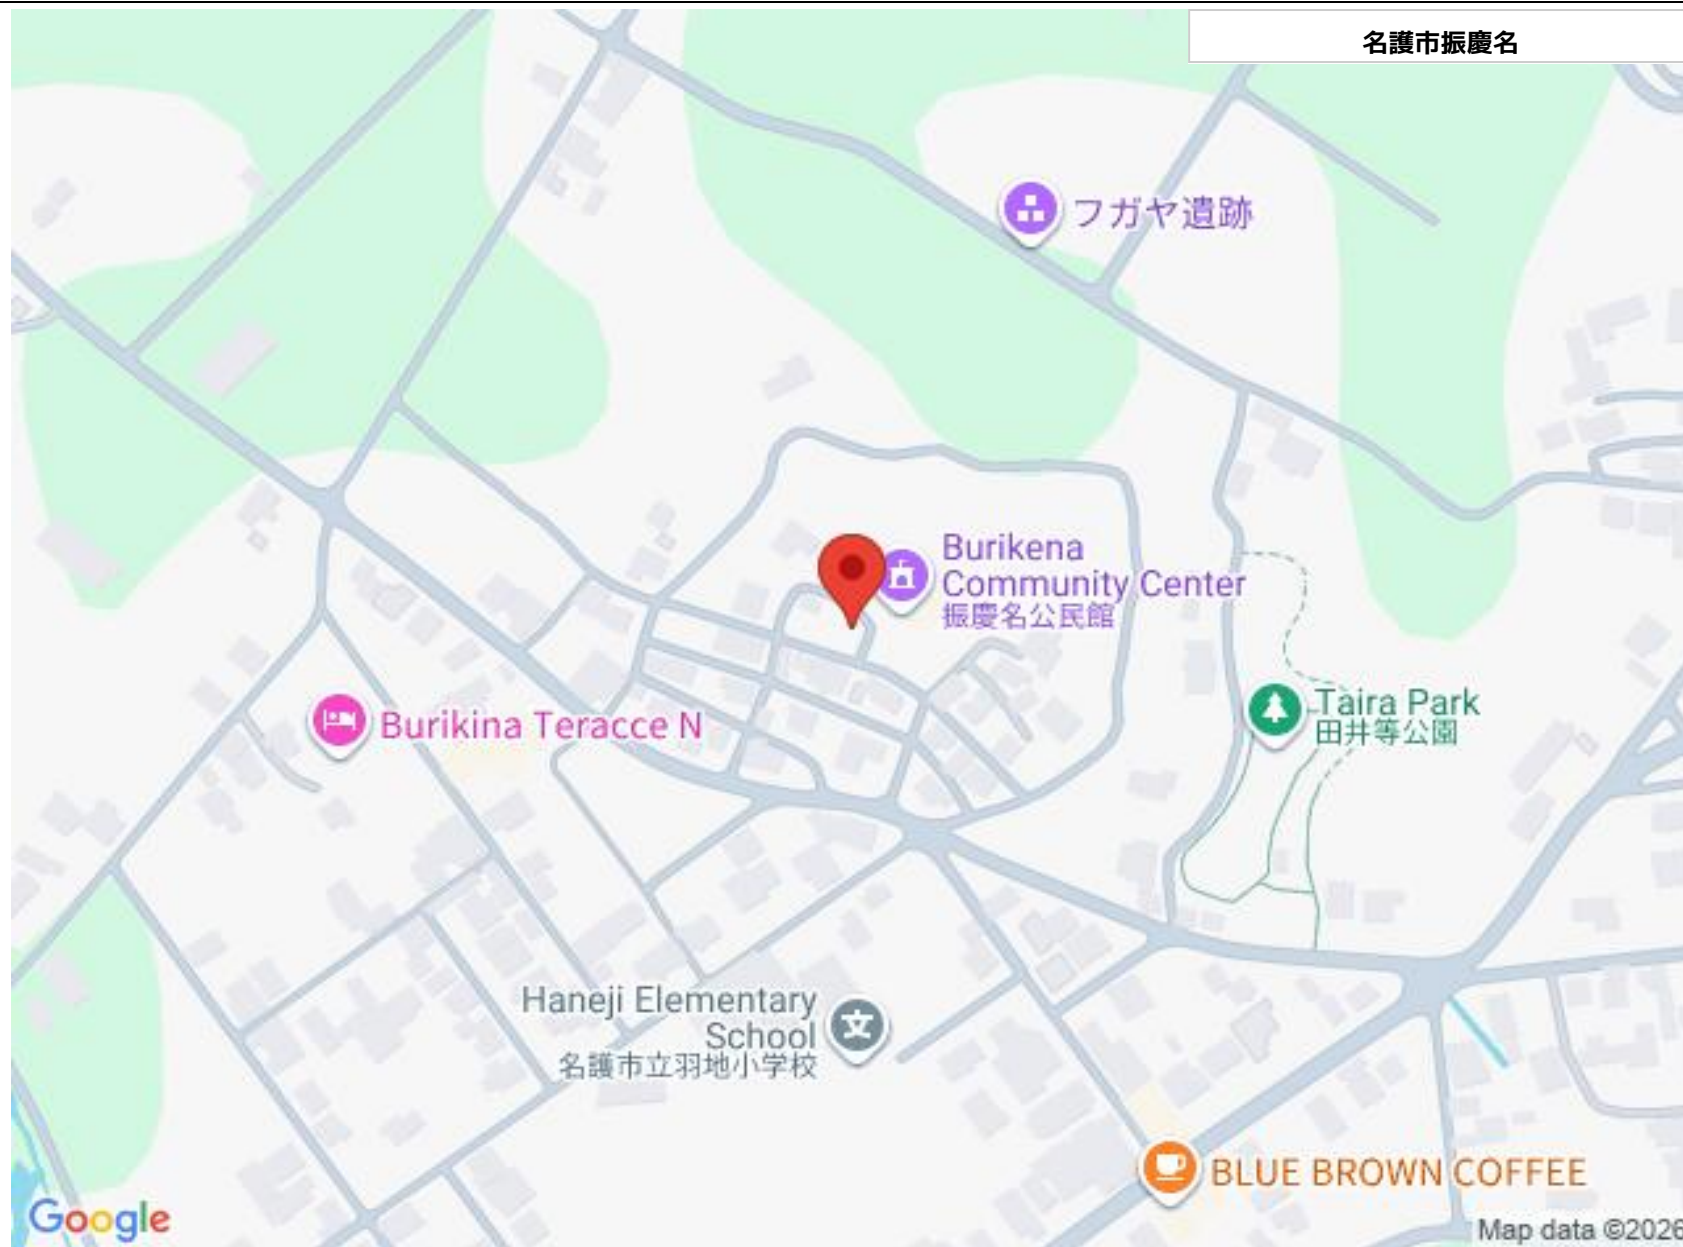 名護市振慶名
フガヤ遺跡
Burikena
Community Center
振慶名公民館
Taira Park
田井等公園
Burikina Teracce N
Haneji Elementary
School
名護市立羽地小学校
文
BLUE BROWN COFFEE
Google
Map data ©2026